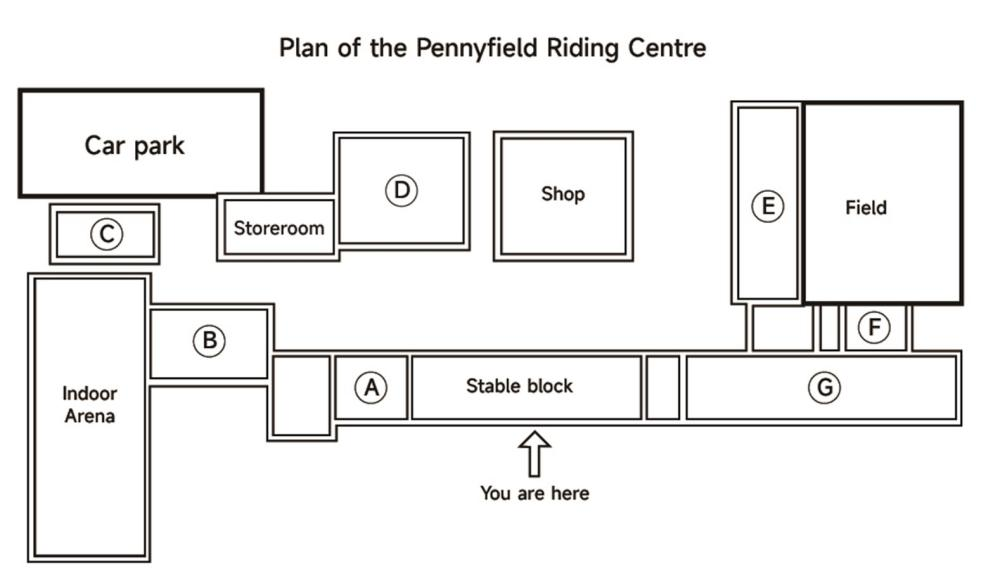 Plan of the Pennyfield Riding Centre
Car park
C
Storeroom
D
Shop
E
Field
B
F
Indoor
Arena
A
Stable block
G
You are here